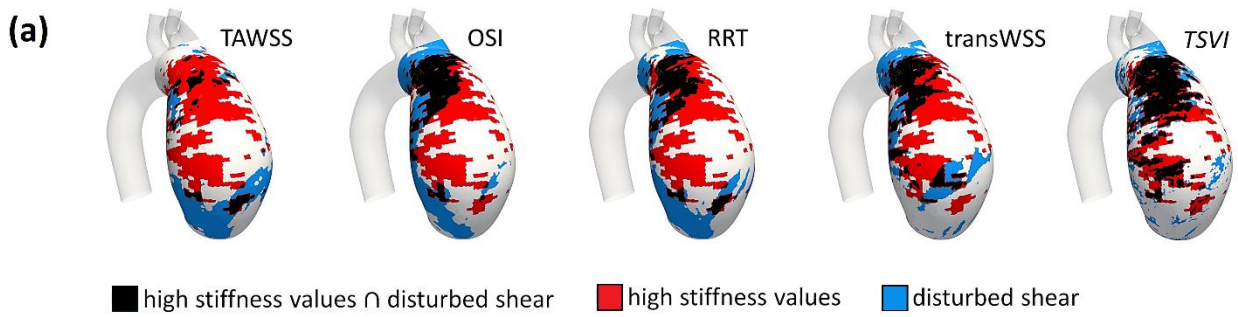 (a)
TAWSS
OSI
RRT
transWSS
TSVI
high stiffness values ∩ disturbed shear
high stiffness values
disturbed shear